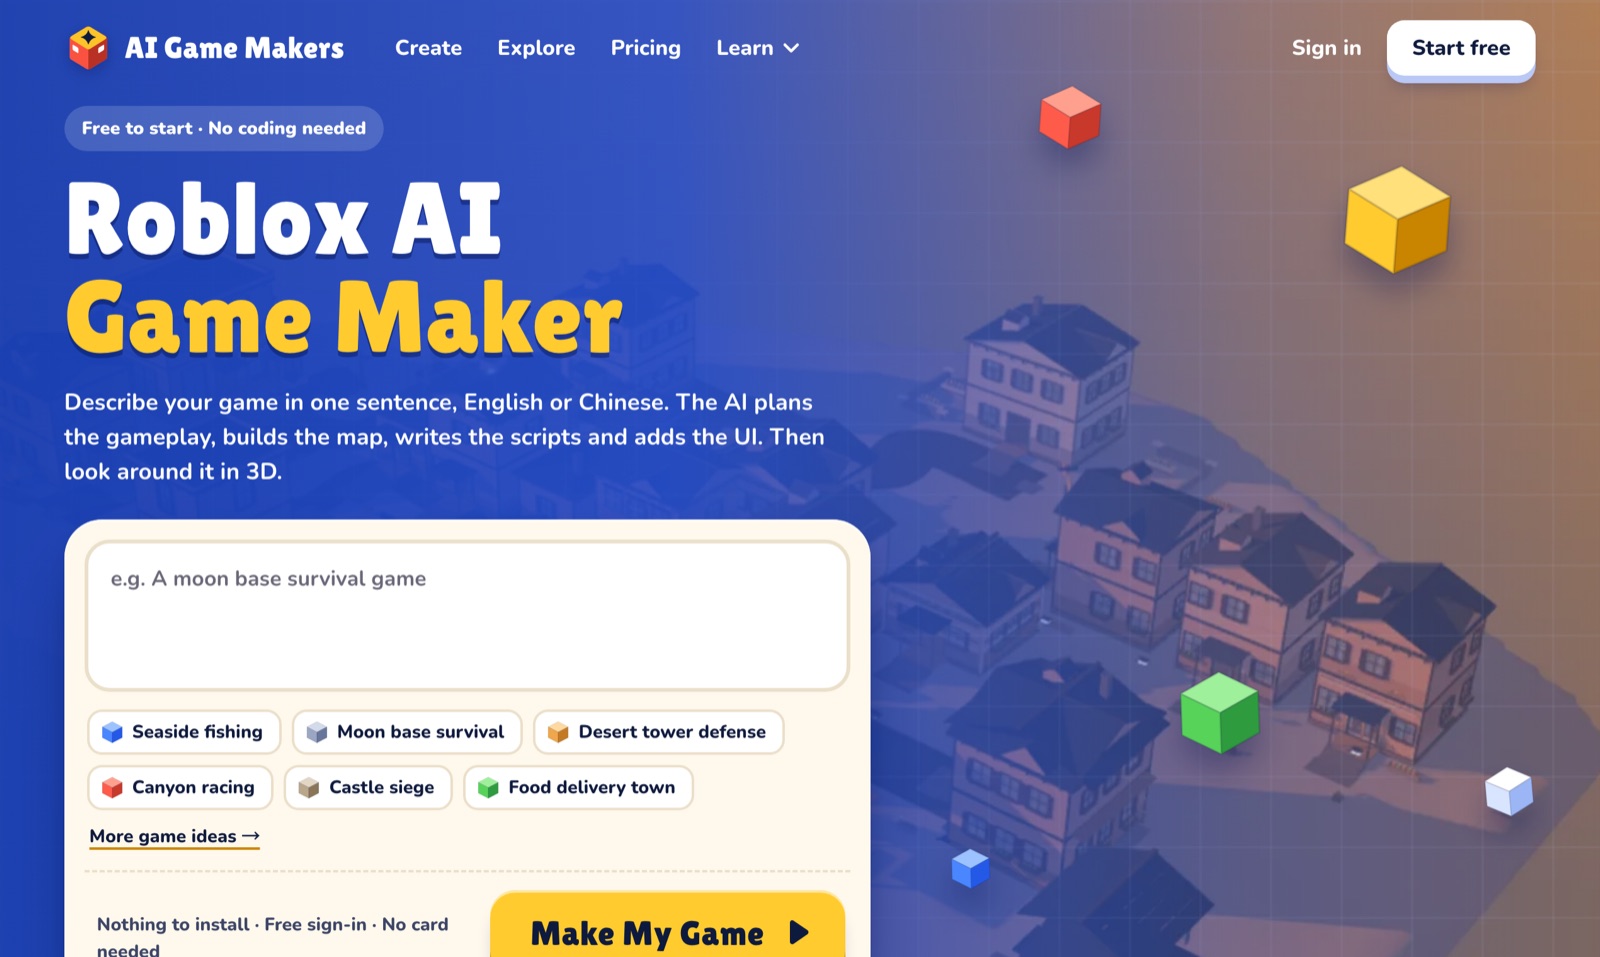 AI Game Makers
Create
Explore
Pricing
Learn
Sign in
Start free
Free to start · No coding needed
Roblox AI
Game Maker
Describe your game in one sentence, English or Chinese. The AI plans
the gameplay, builds the map, writes the scripts and adds the UI. Then
look around it in 3D.
e.g. A moon base survival game
Seaside fishing
Moon base survival
Desert tower defense
Canyon racing
Castle siege
Food delivery town
More game ideas →
Nothing to install · Free sign-in · No card
needed
Make My Game